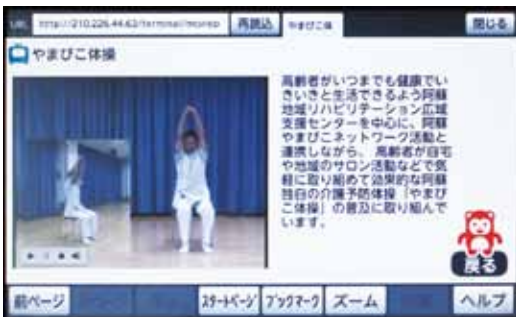 URL http://210.226.44.62/terminal/
再読込
やまびこ体
閉じる
やまびこ体操
高齢者がいつまでも健康でい
きいきと生活できるよう阿蘇
地域リハビリテーション広域
支援センターを中心に、阿蘇
やまびこネットワーク活動と
連携しながら、高齢者が自宅
や地域のサロン活動などで気
軽に取り組めて効果的な阿蘇
独自の介護予防体操「やまび
こ体操」の普及に取り組んで
います。
戻る
前ページ
スタートページ
ブックマーク
ズーム
ヘルプ